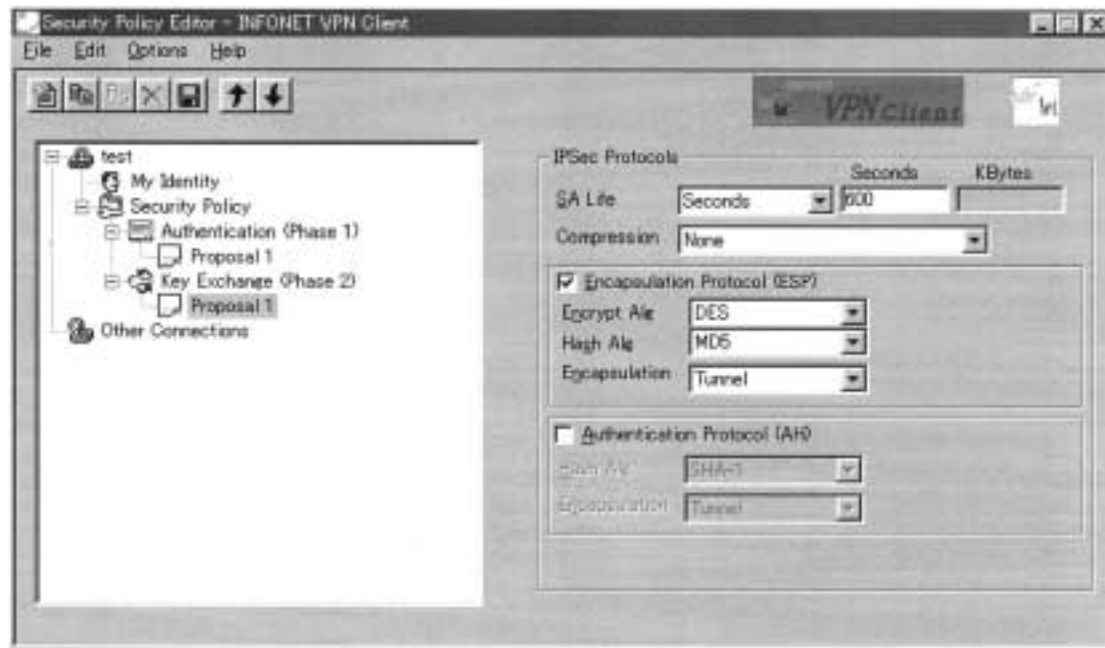 Security Policy Editor - INFONET VPN Client
File Edit Options Help
VPN Client
test
My Identity
Security Policy
Authentication (Phase 1)
Proposal 1
Key Exchange (Phase 2)
Proposal 1
Other Connections
IPSec Protocols
Seconds KBytes
SA Life Seconds 600
Compression None
Encapsulation Protocol (ESP)
Encrypt Alg DES
Hash Alg MD5
Encapsulation Tunnel
Authentication Protocol (AH)
Hash Alg SHA-1
Encapsulation Tunnel